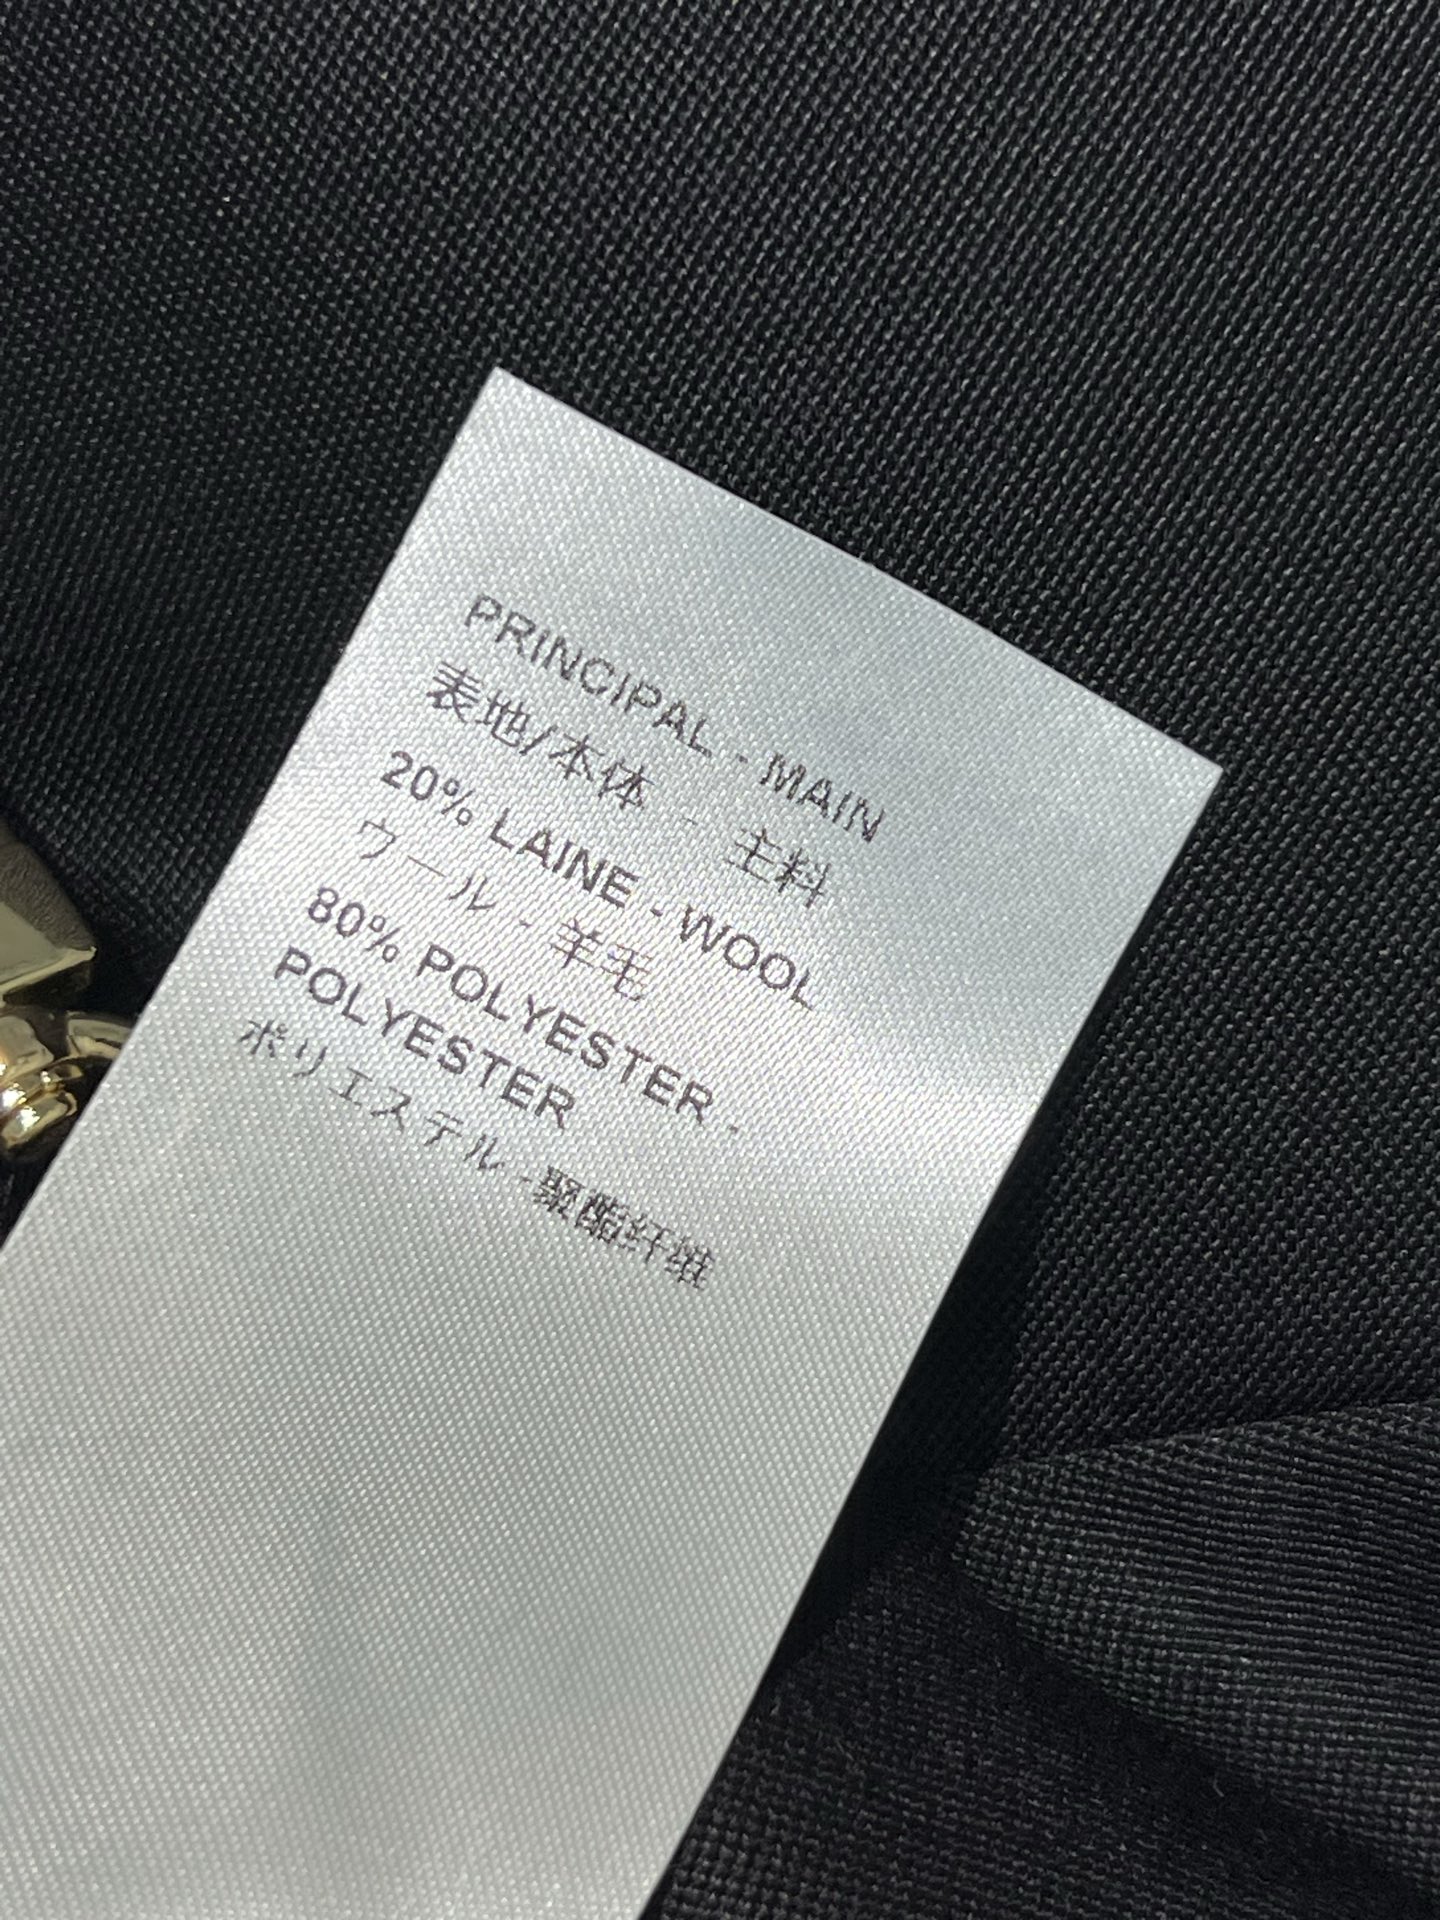 PRINCIPAL - MAIN
表地/本体 - 主料
20% LAINE - WOOL
ウール - 羊毛
80% POLYESTER -
POLYESTER
ポリエステル - 聚酯纤维